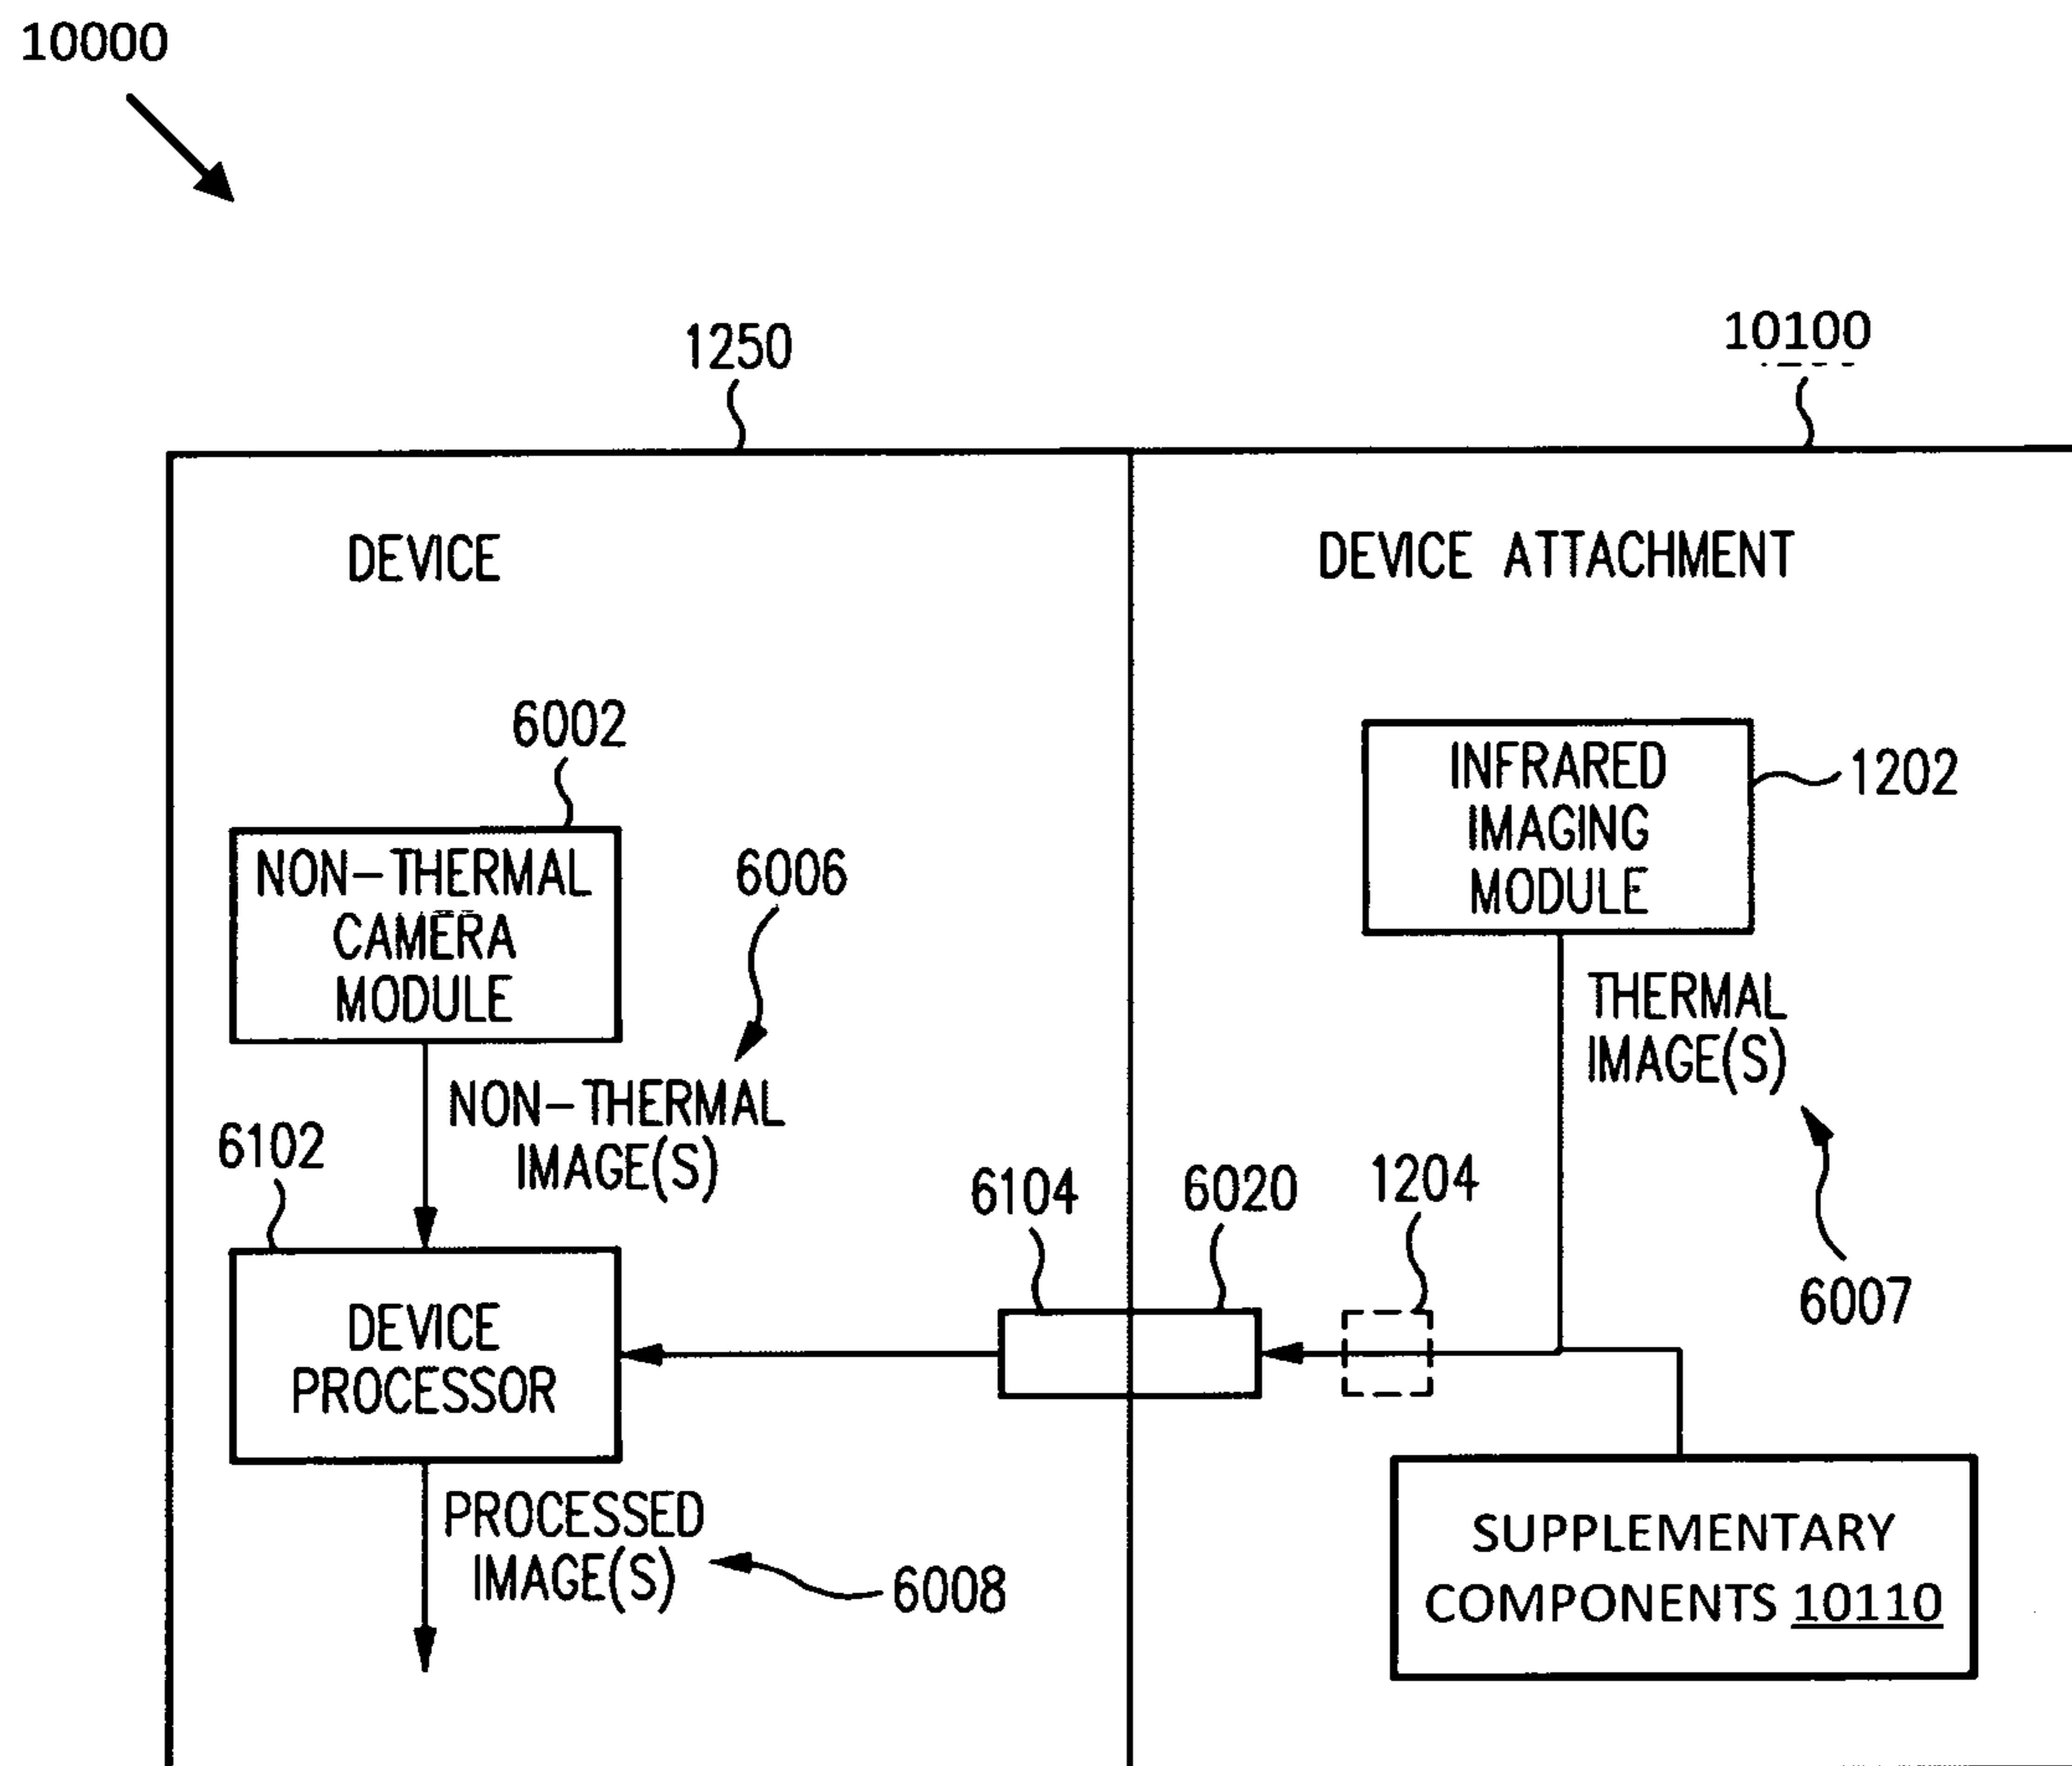 10000
1250
10100
DEVICE
DEVICE ATTACHMENT
6002
NON-THERMAL
CAMERA
MODULE
6006
INFRARED
IMAGING
MODULE
1202
NON-THERMAL
IMAGE(S)
THERMAL
IMAGE(S)
6007
6102
6104
6020
1204
DEVICE
PROCESSOR
PROCESSED
IMAGE(S)
6008
SUPPLEMENTARY
COMPONENTS 10110